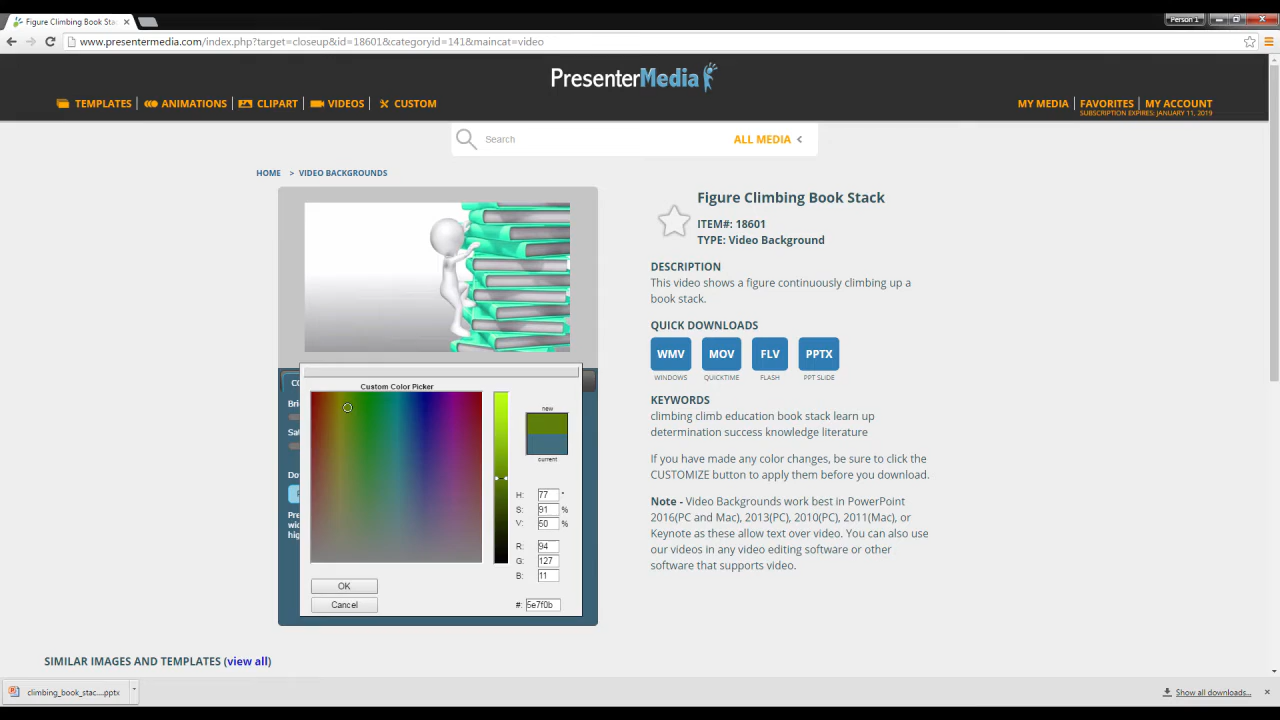 Figure Climbing Book Sta
Person 1
www.presentermedia.com/index.php?target=closeup&id=18601&categoryid=141&maincat=video
PresenterMedia
TEMPLATES
ANIMATIONS
CLIPART
VIDEOS
CUSTOM
MY MEDIA
FAVORITES
MY ACCOUNT
SUBSCRIPTION EXPIRES: JANUARY 11, 2019
Search
ALL MEDIA <
HOME > VIDEO BACKGROUNDS
Figure Climbing Book Stack
ITEM#: 18601
TYPE: Video Background
DESCRIPTION
This video shows a figure continuously climbing up a
book stack.
QUICK DOWNLOADS
WMV
MOV
FLV
PPTX
WINDOWS
QUICKTIME
FLASH
PPT SLIDE
KEYWORDS
climbing climb education book stack learn up
determination success knowledge literature
If you have made any color changes, be sure to click the
CUSTOMIZE button to apply them before you download.
Note - Video Backgrounds work best in PowerPoint
2016(PC and Mac), 2013(PC), 2010(PC), 2011(Mac), or
Keynote as these allow text over video. You can also use
our videos in any video editing software or other
software that supports video.
Custom Color Picker
new
current
H: 77 °
S: 91 %
V: 50 %
R: 94
G: 127
B: 11
#: 5e7f0b
OK
Cancel
SIMILAR IMAGES AND TEMPLATES (view all)
climbing_book_stac....pptx
Show all downloads...